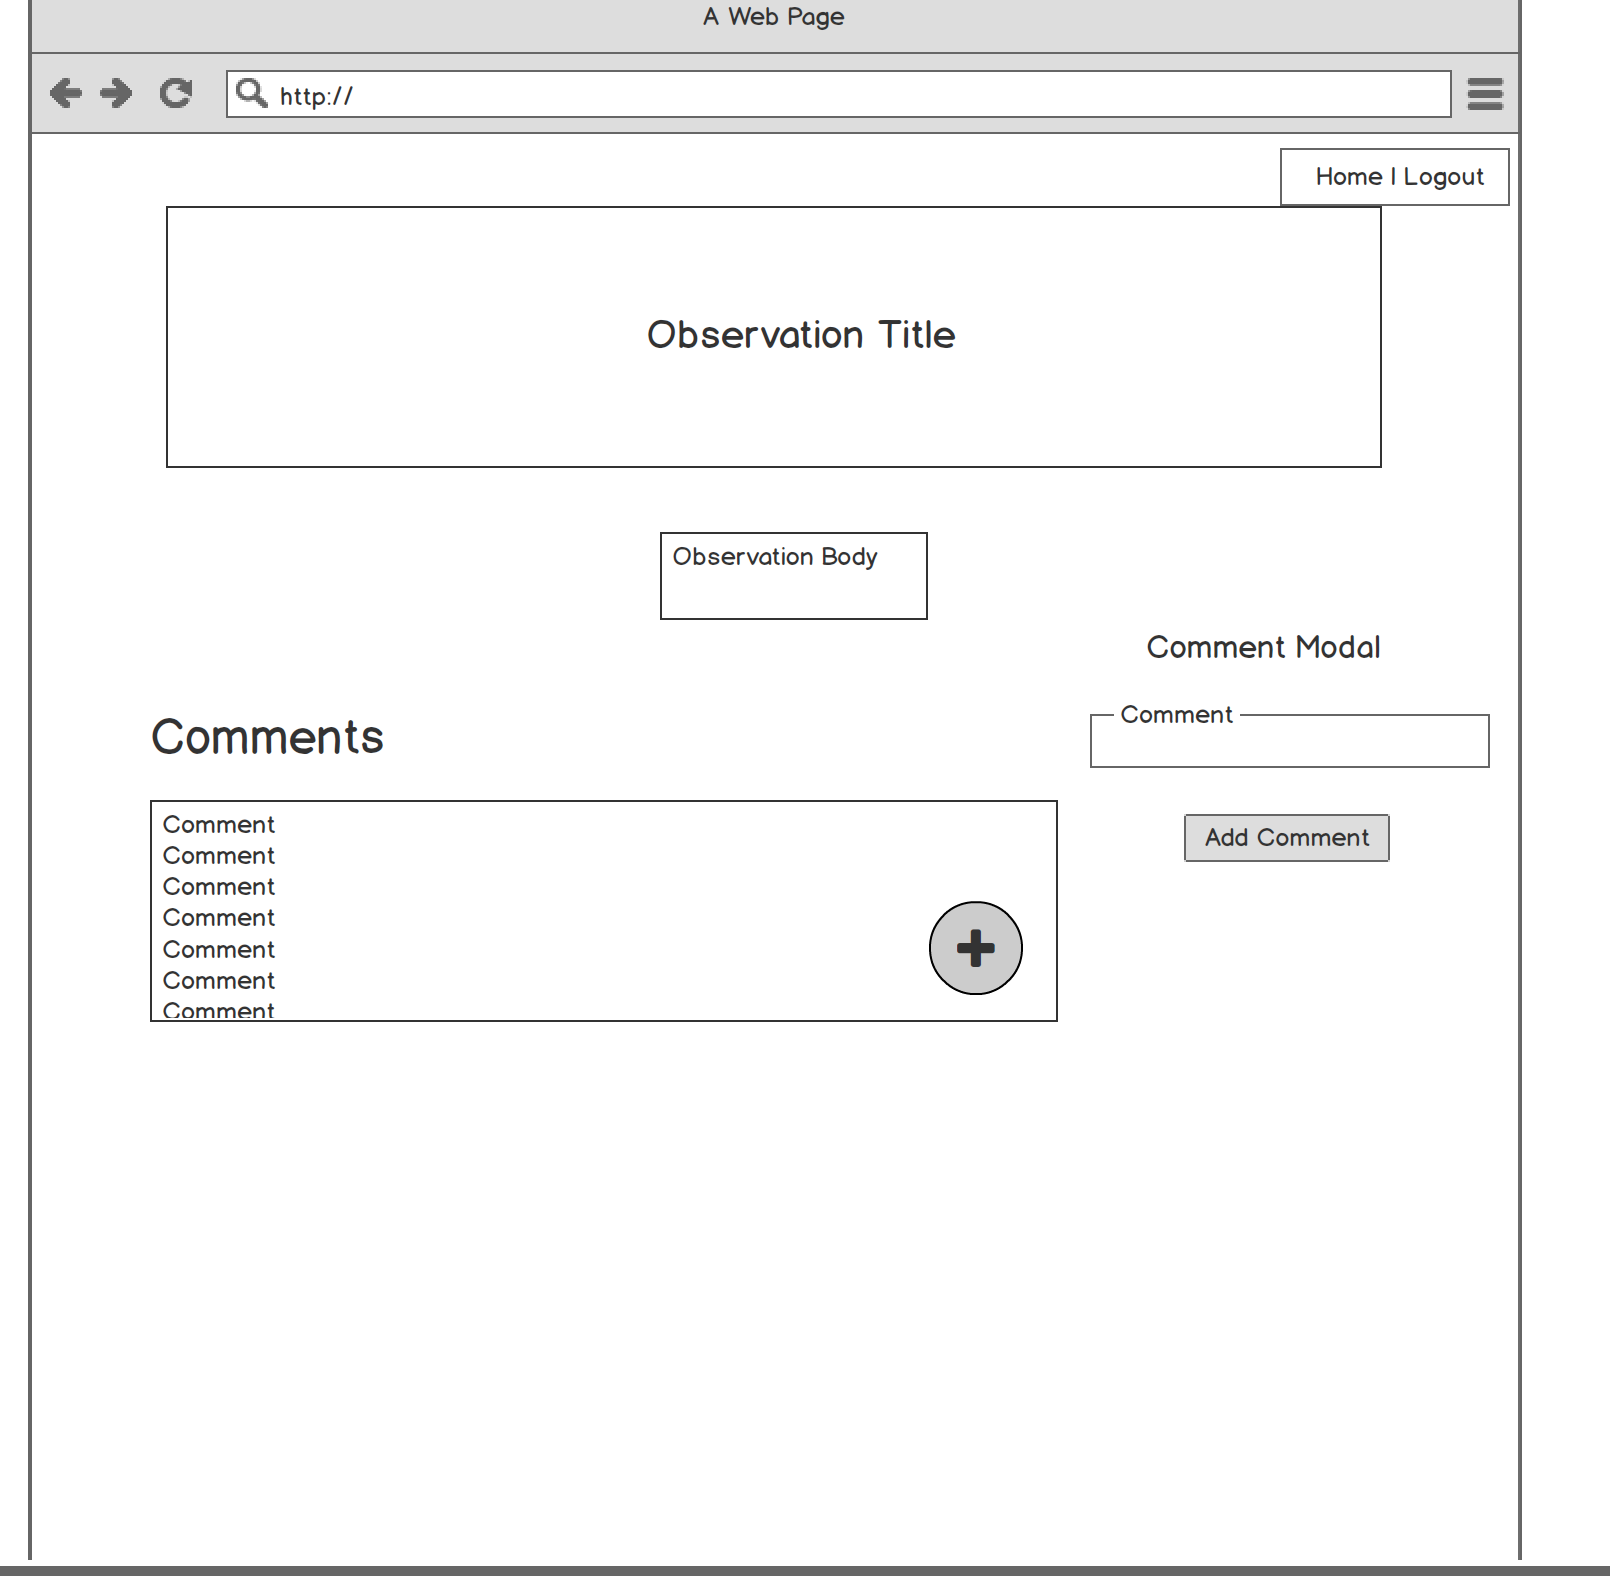 A Web Page
http://
Home | Logout
Observation Title
Observation Body
Comment Modal
Comment
Comments
Add Comment
Comment
Comment
Comment
Comment
Comment
Comment
Comment